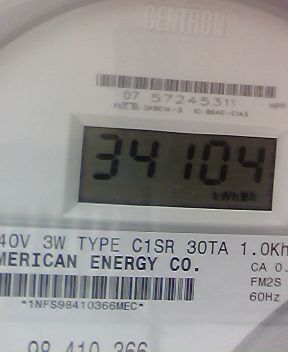 CENTRON®
07 57245311
HPP
34104
kWh
40V 3W TYPE C1SR 30TA 1.0Kh
MERICAN ENERGY CO.
CA 0.
FM2S
60Hz
*1NFS98410366MEC*
98 410 366